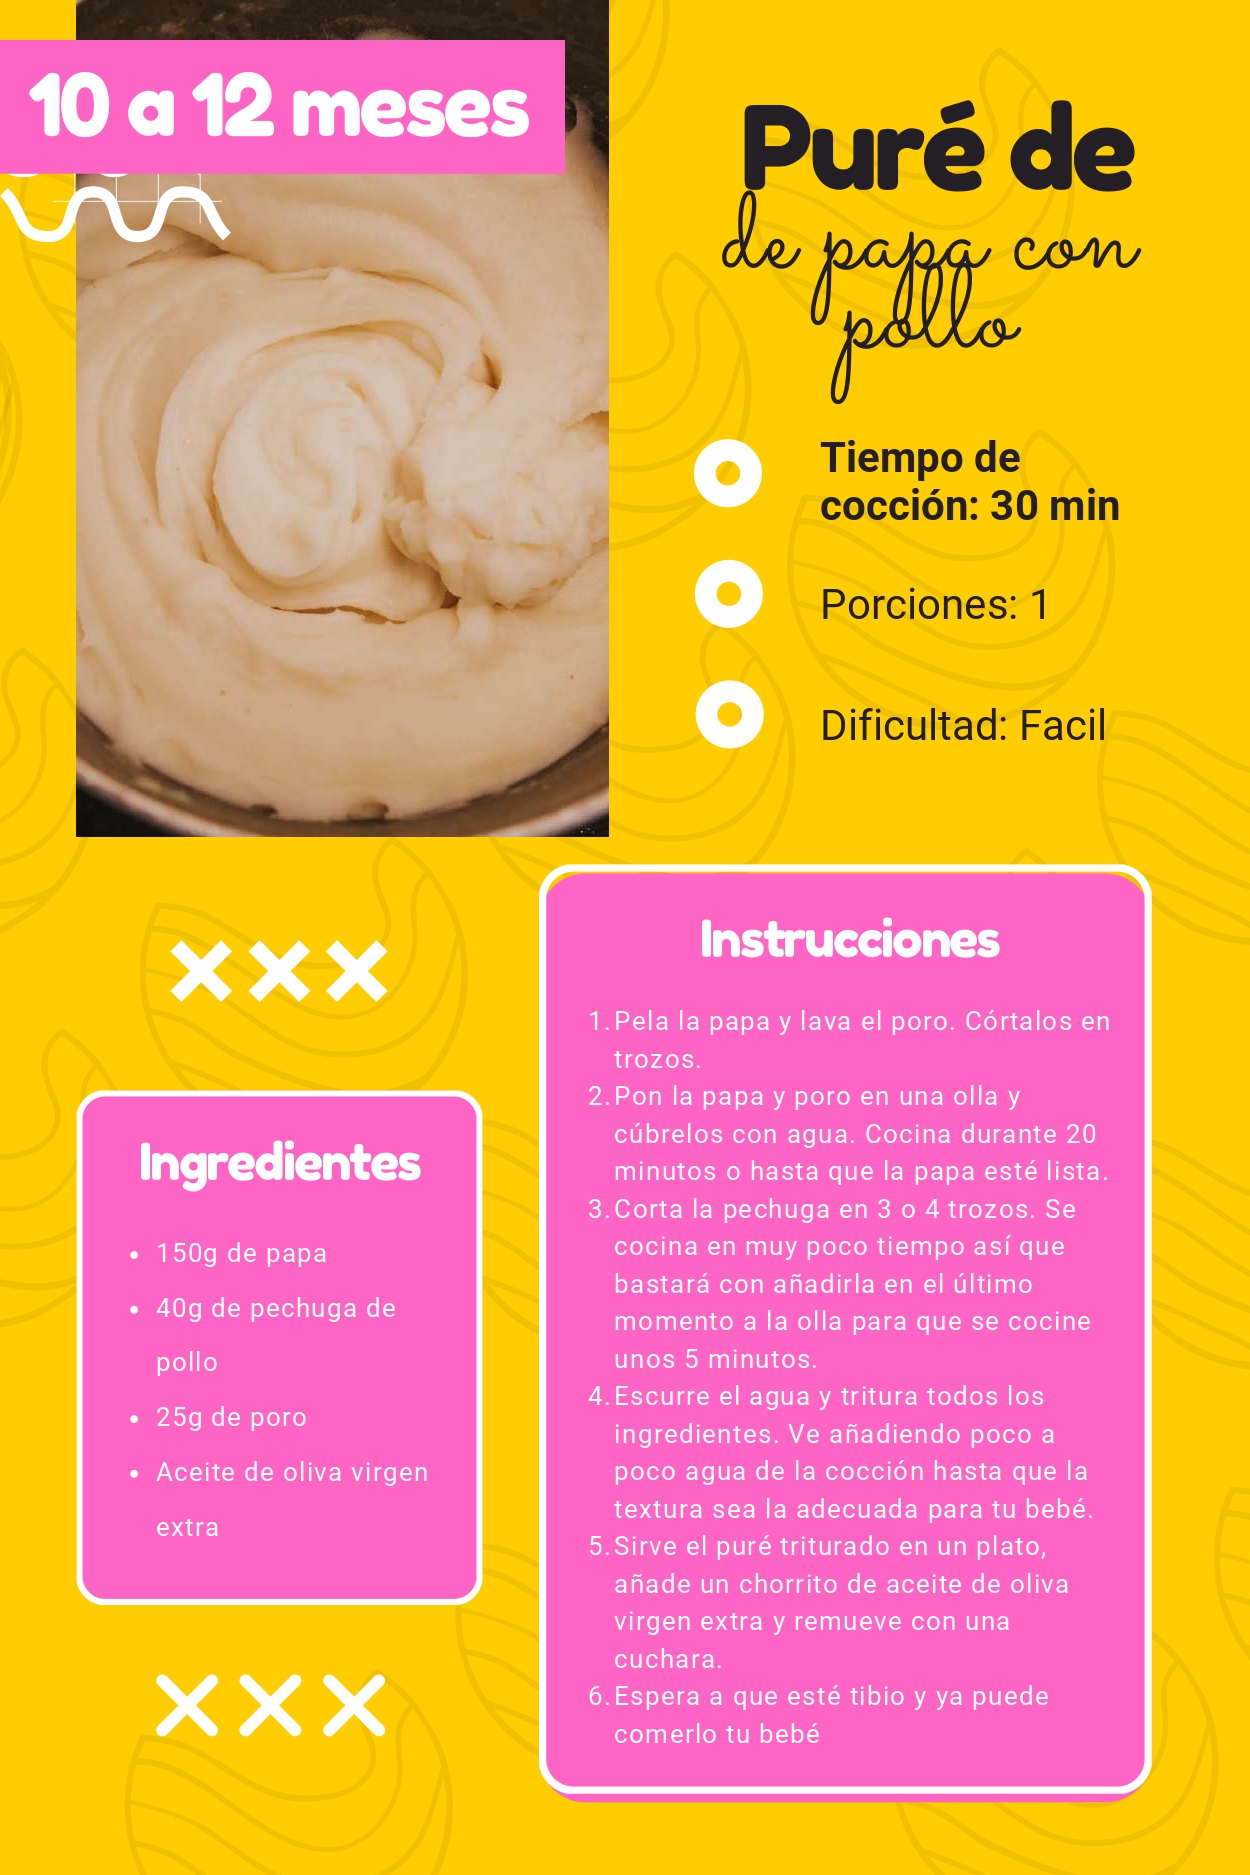 10 a 12 meses
Puré de
de papa con
pollo
Tiempo de
cocción: 30 min
Porciones: 1
Dificultad: Facil
Ingredientes
• 150g de papa
• 40g de pechuga de
pollo
• 25g de poro
• Aceite de oliva virgen
extra
Instrucciones
1. Pela la papa y lava el poro. Córtalos en
trozos.
2. Pon la papa y poro en una olla y
cúbrelos con agua. Cocina durante 20
minutos o hasta que la papa esté lista.
3. Corta la pechuga en 3 o 4 trozos. Se
cocina en muy poco tiempo así que
bastará con añadirla en el último
momento a la olla para que se cocine
unos 5 minutos.
4. Escurre el agua y tritura todos los
ingredientes. Ve añadiendo poco a
poco agua de la cocción hasta que la
textura sea la adecuada para tu bebé.
5. Sirve el puré triturado en un plato,
añade un chorrito de aceite de oliva
virgen extra y remueve con una
cuchara.
6. Espera a que esté tibio y ya puede
comerlo tu bebé